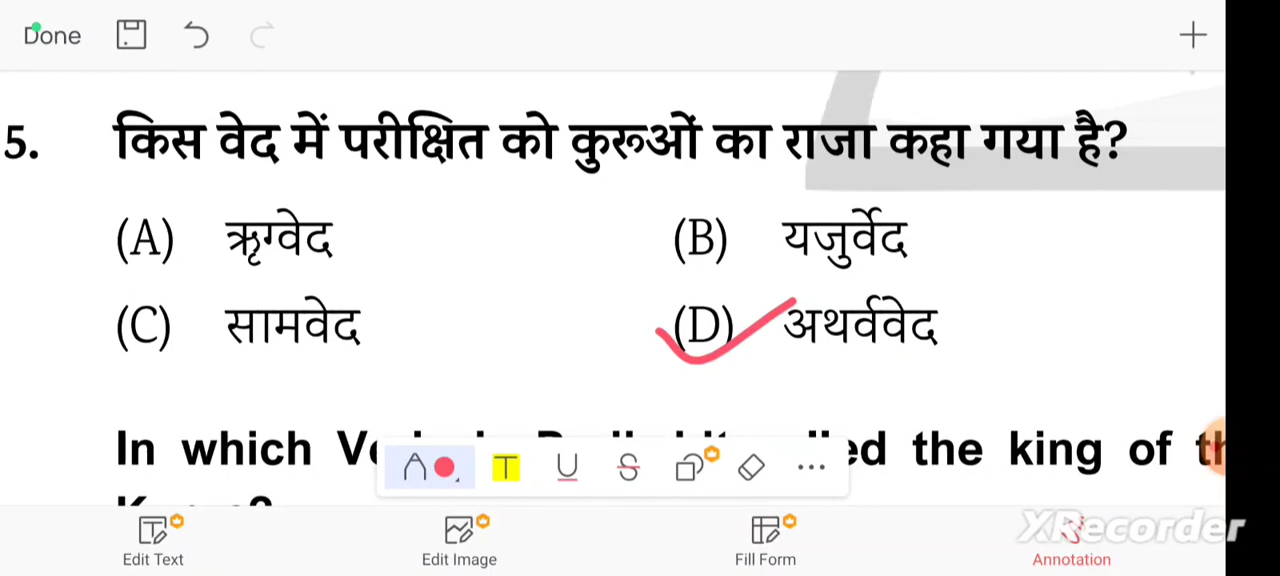 Done
5. किस वेद में परीक्षित को कुरूओं का राजा कहा गया है?
(A) ऋग्वेद (B) यजुर्वेद
(C) सामवेद (D) अथर्ववेद
In which the king of
T U S
Edit Text Edit Image Fill Form Annotation
XRecorder